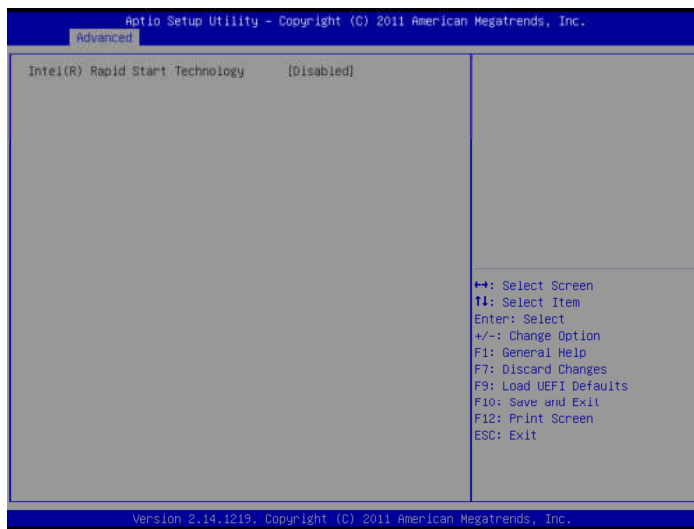 Aptio Setup Utility - Copyright (C) 2011 American Megatrends, Inc.
Advanced
Intel(R) Rapid Start Technology [Disabled]
↔: Select Screen
↑↓: Select Item
Enter: Select
+/-: Change Option
F1: General Help
F7: Discard Changes
F9: Load UEFI Defaults
F10: Save and Exit
F12: Print Screen
ESC: Exit
Version 2.14.1219. Copyright (C) 2011 American Megatrends, Inc.